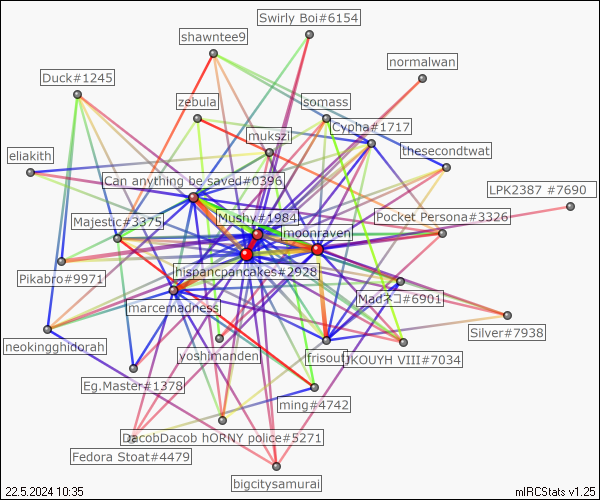 Swirly Boi#6154
shawntee9
normalwan
Duck#1245
zebula
somass
Cypha#1717
mukszil
eliakith
thesecondtwat
Can anything be saved#0396
LPK2387 #7690
Majestic#3375
Mushy#1984
Pocket Persona#3326
moonraven
Pikabro#9971
hispancpancakes#2928
marcemadness
Madネコ#6901
neokingghidorah
yoshimanden
frisout
JKOUYH VIII#7034
Silver#7938
Eg.Master#1378
ming#4742
DacobDacob hORNY police#5271
Fedora Stoat#4479
bigcitysamurai
22.5.2024 10:35
mIRCStats v1.25